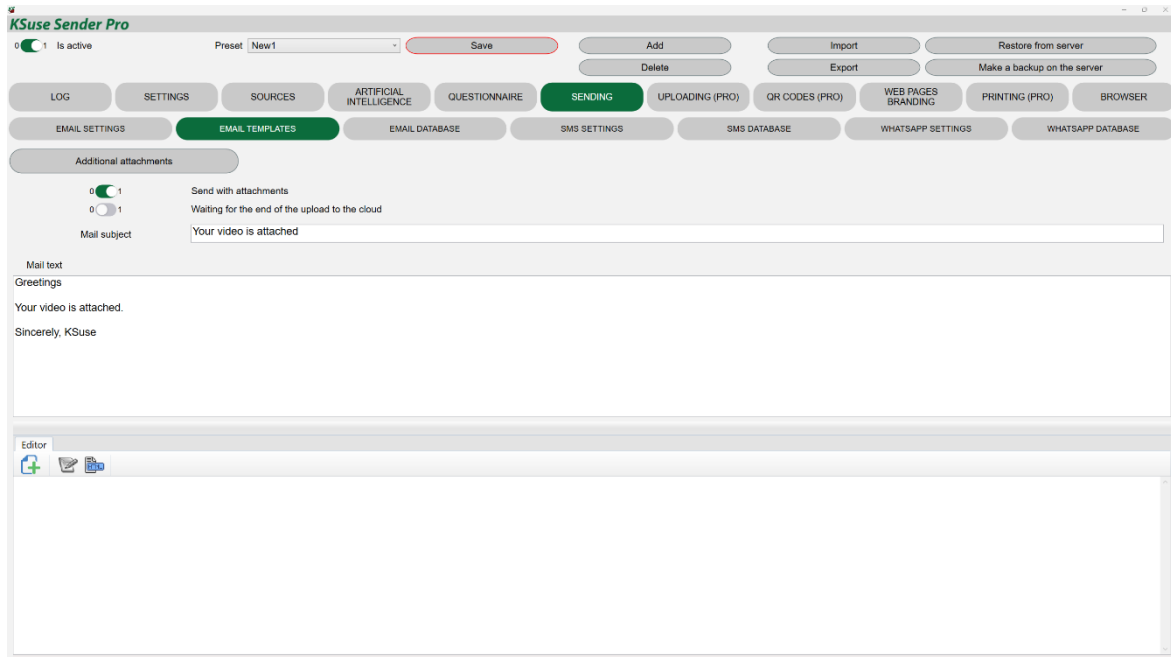 KSuse Sender Pro
0 1 Is active Preset New1 Save Add Import Restore from server
Delete Export Make a backup on the server
LOG SETTINGS SOURCES ARTIFICIAL INTELLIGENCE QUESTIONNAIRE SENDING UPLOADING (PRO) QR CODES (PRO) WEB PAGES BRANDING PRINTING (PRO) BROWSER
EMAIL SETTINGS EMAIL TEMPLATES EMAIL DATABASE SMS SETTINGS SMS DATABASE WHATSAPP SETTINGS WHATSAPP DATABASE
Additional attachments
0 1 Send with attachments
0 1 Waiting for the end of the upload to the cloud
Mail subject Your video is attached
Mail text
Greetings
Your video is attached.
Sincerely, KSuse
Editor